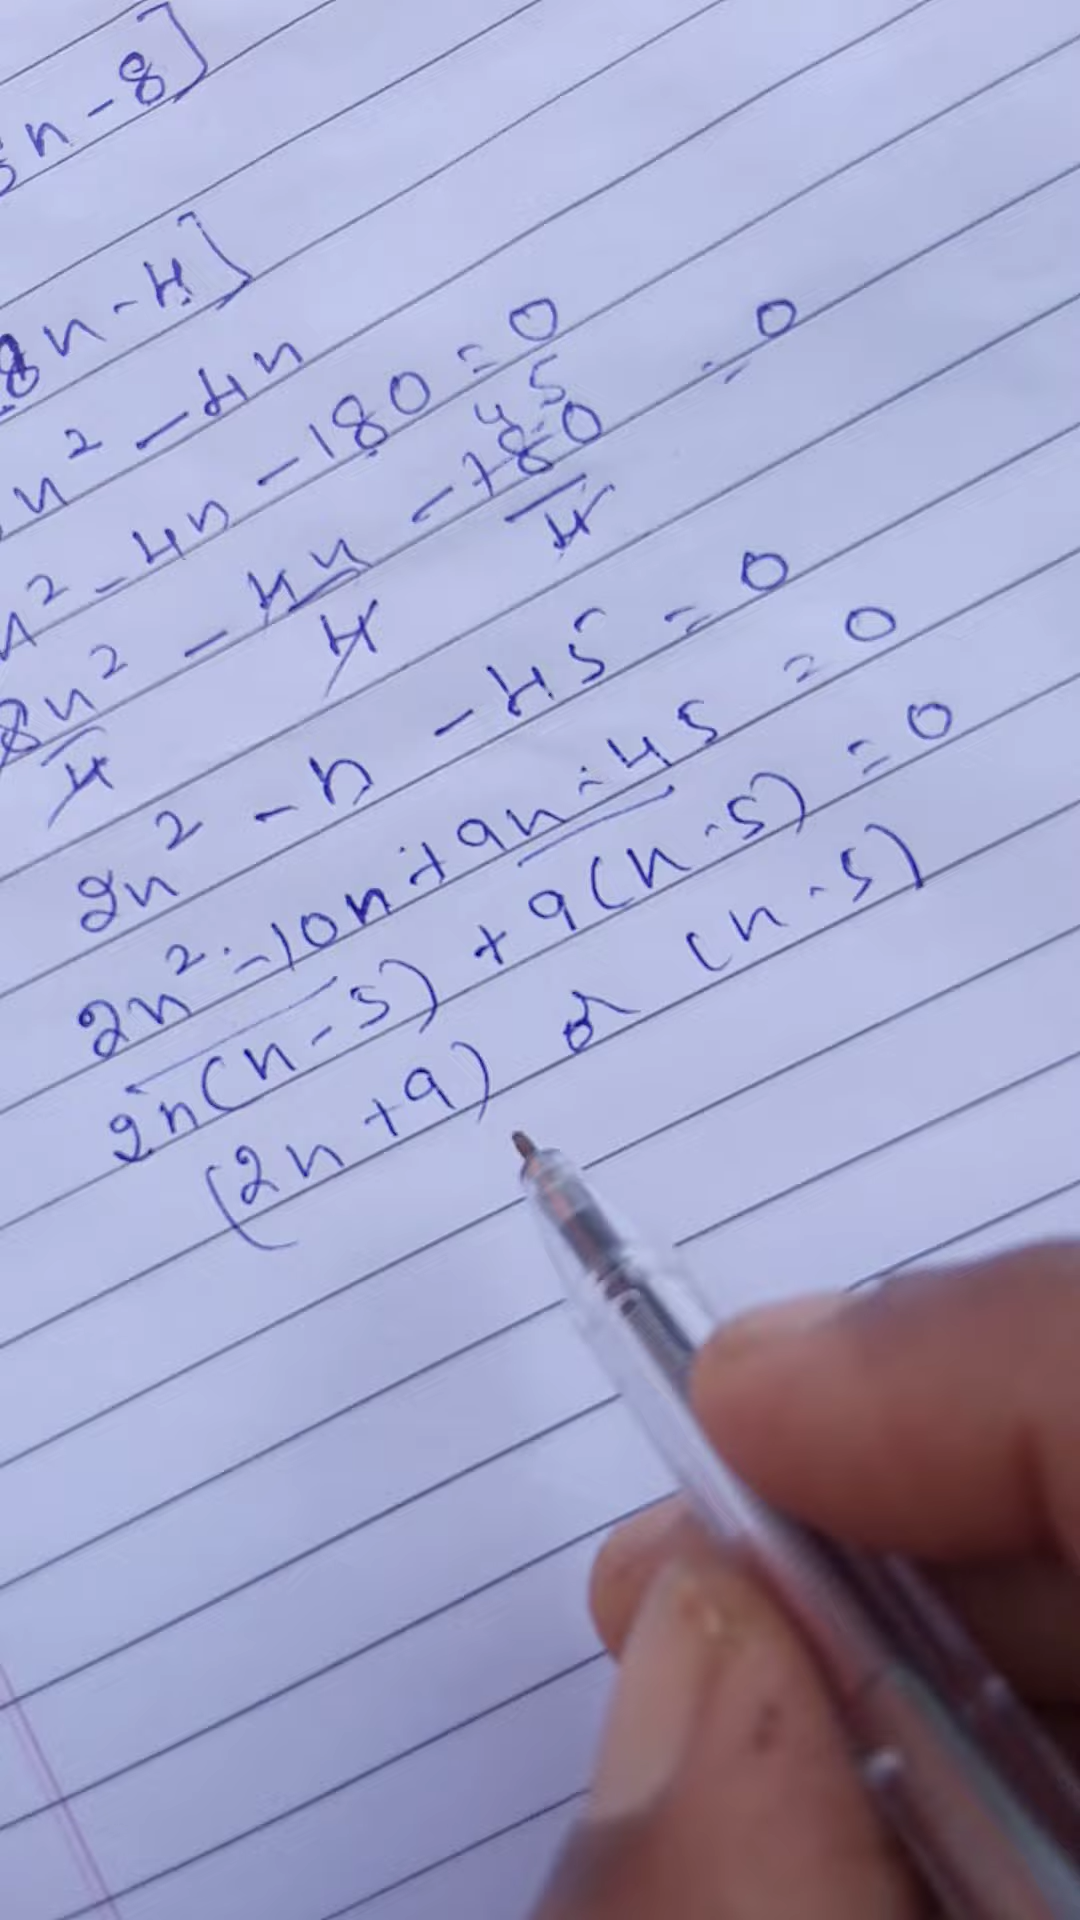 n - 8]
8n - 4]
n² - 4n
n² - 4n - 180 = 0
8n²/4 - 4n/4 - 180/4 = 0
45
2n² - n - 45 = 0
2n² - 10n + 9n - 45 = 0
2n(n - 5) + 9(n - 5) = 0
(2n + 9) or (n - 5)